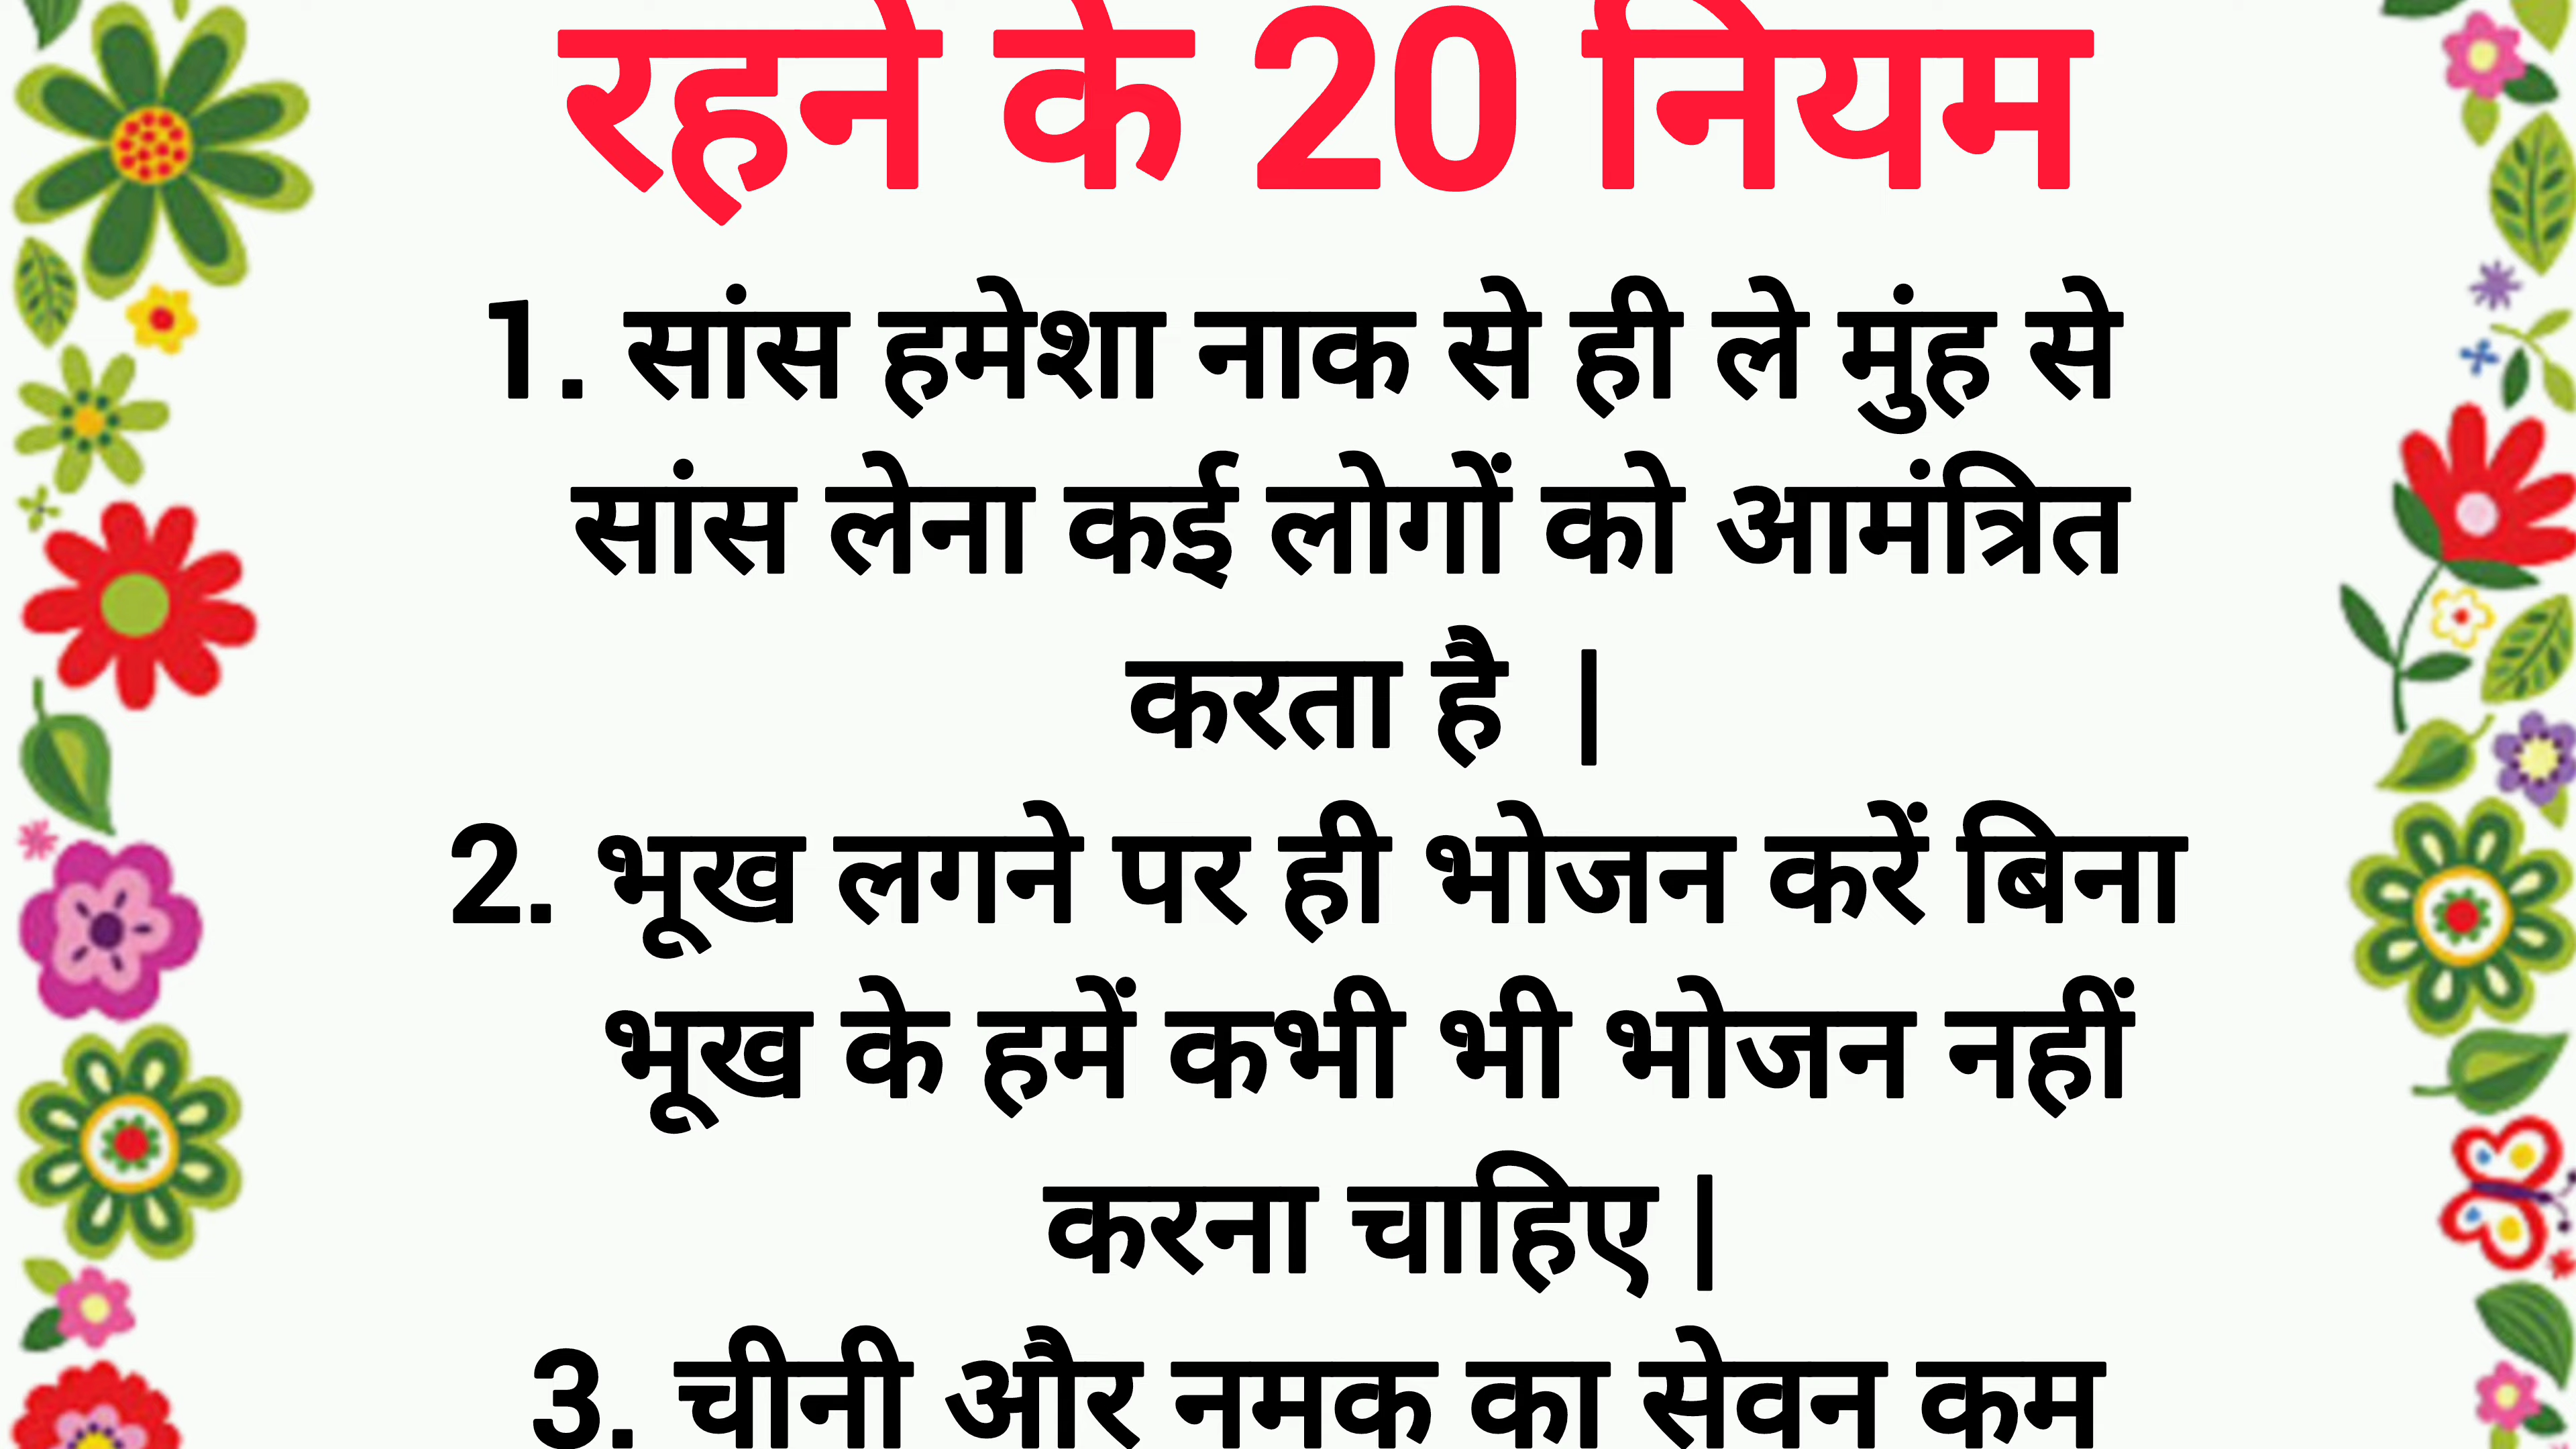 रहने के 20 नियम
1. सांस हमेशा नाक से ही ले मुंह से
सांस लेना कई लोगों को आमंत्रित
करता है |
2. भूख लगने पर ही भोजन करें बिना
भूख के हमें कभी भी भोजन नहीं
करना चाहिए |
3. चीनी और नमक का सेवन कम